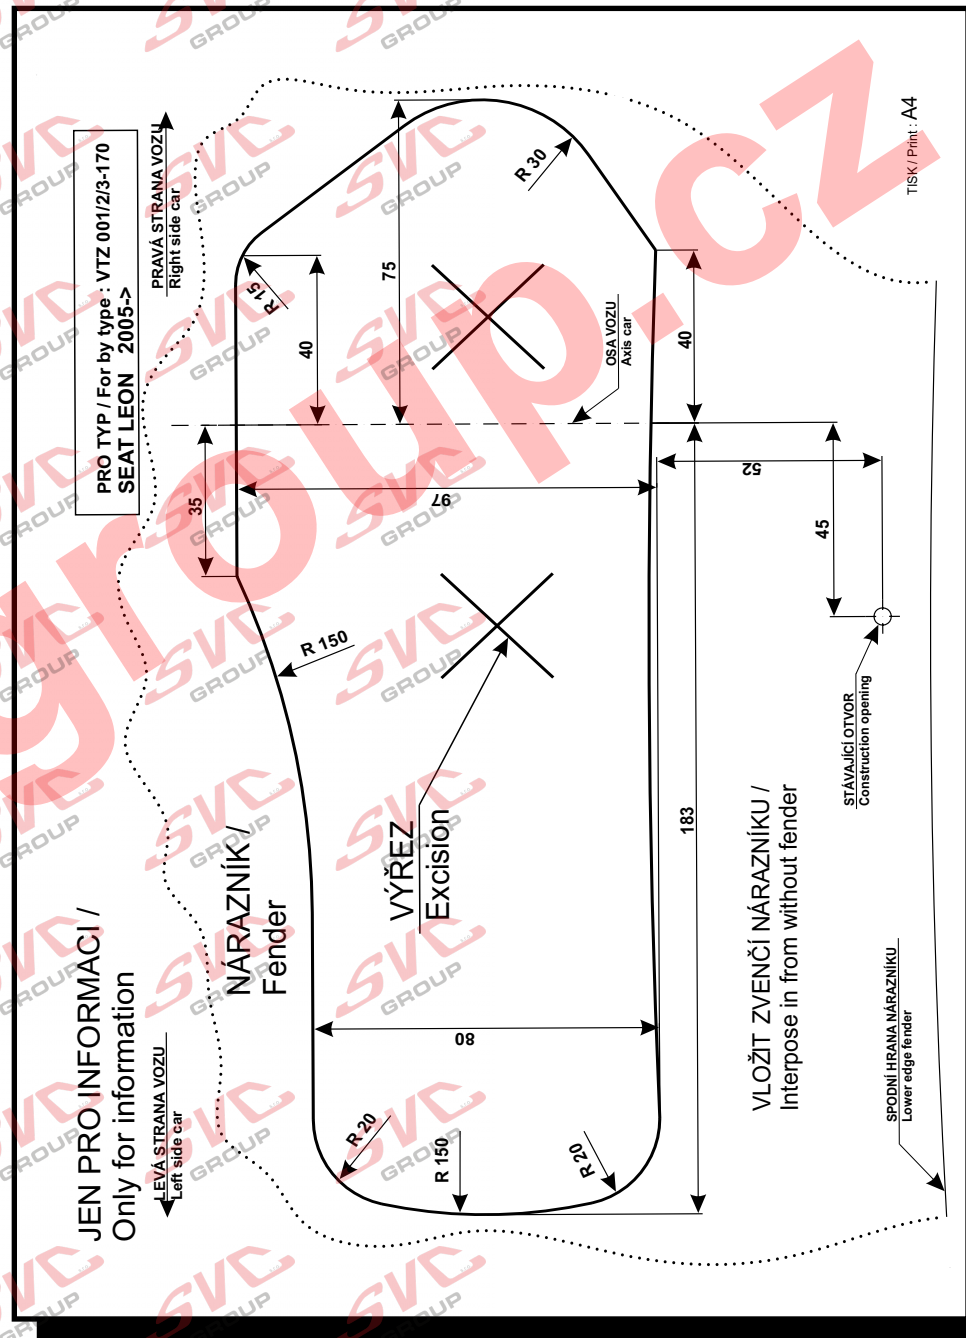 JEN PRO INFORMACI /
Only for information
PRO TYP / For by type : VTZ 001/2/3-170
SEAT LEON 2005->
LEVÁ STRANA VOZU
Left side car
PRAVÁ STRANA VOZU
Right side car
NÁRAZNÍK /
Fender
VÝŘEZ
Excision
OSA VOZU
Axis car
R 15
R 30
R 150
R 20
R 150
R 20
35
40
75
40
97
80
183
52
45
VLOŽIT ZVENČÍ NÁRAZNÍKU /
Interpose in from without fender
STÁVAJÍCÍ OTVOR
Construction opening
SPODNÍ HRANA NÁRAZNÍKU
Lower edge fender
TISK / Print : A4
group.cz
SVC
GROUP